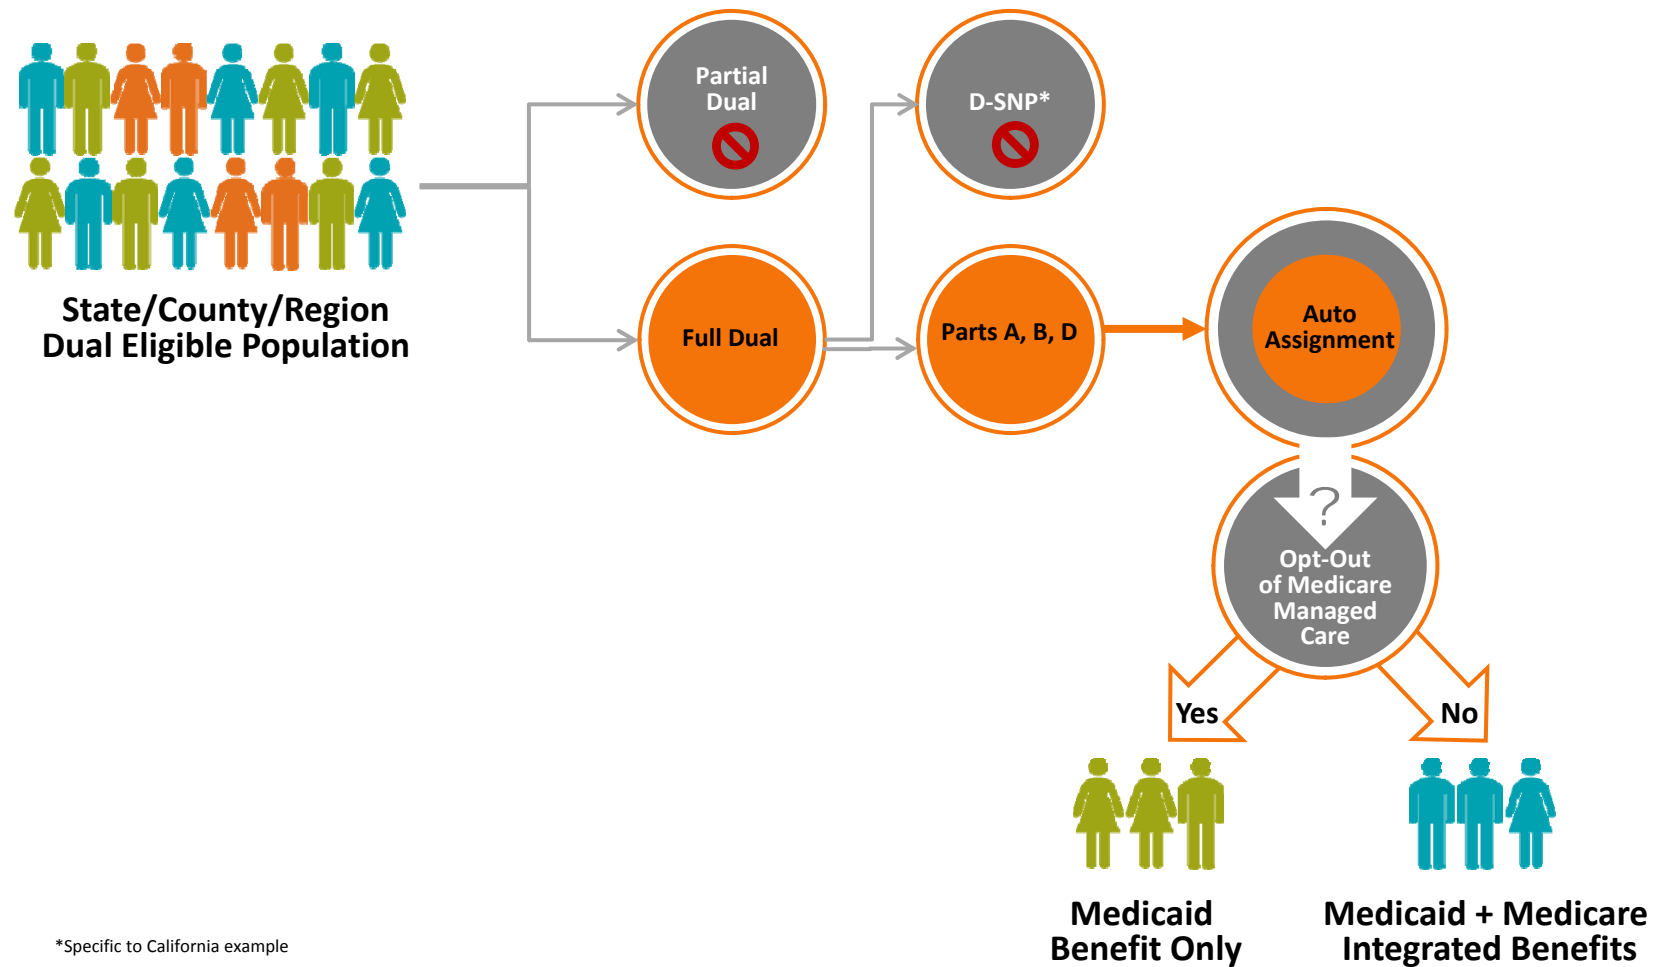 State/County/Region
Dual Eligible Population
Partial
Dual
D-SNP*
Full Dual
Parts A, B, D
Auto
Assignment
?
Opt-Out
of Medicare
Managed
Care
Yes
No
Medicaid
Benefit Only
Medicaid + Medicare
Integrated Benefits
*Specific to California example